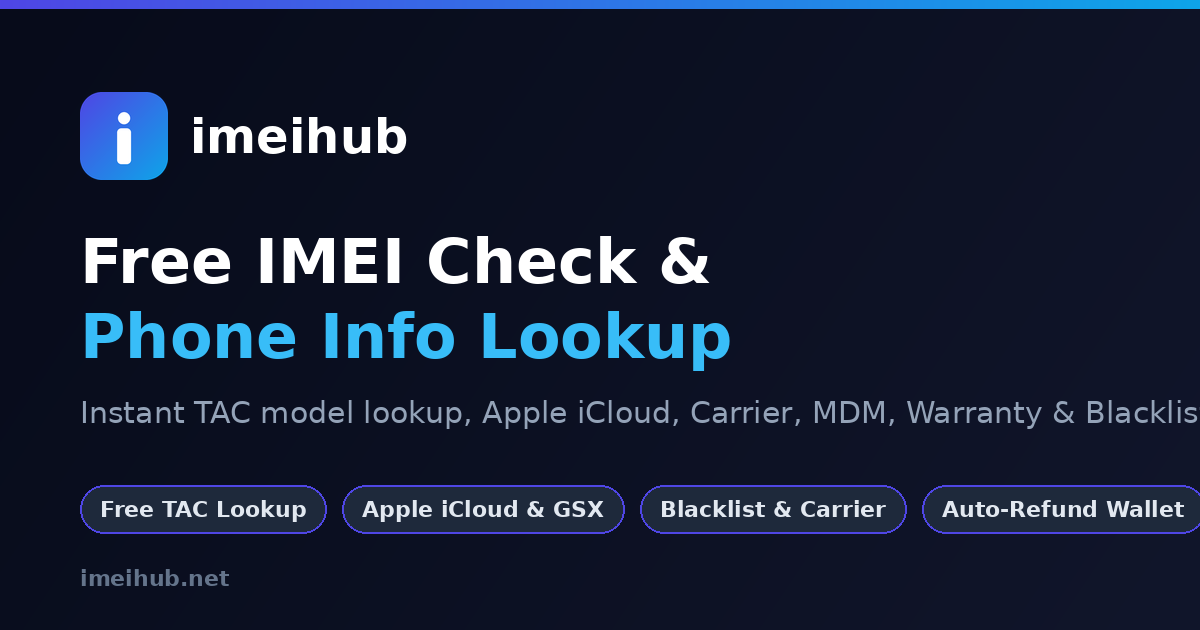 imeihub
Free IMEI Check &
Phone Info Lookup
Instant TAC model lookup, Apple iCloud, Carrier, MDM, Warranty & Blacklis
Free TAC Lookup
Apple iCloud & GSX
Blacklist & Carrier
Auto-Refund Wallet
imeihub.net